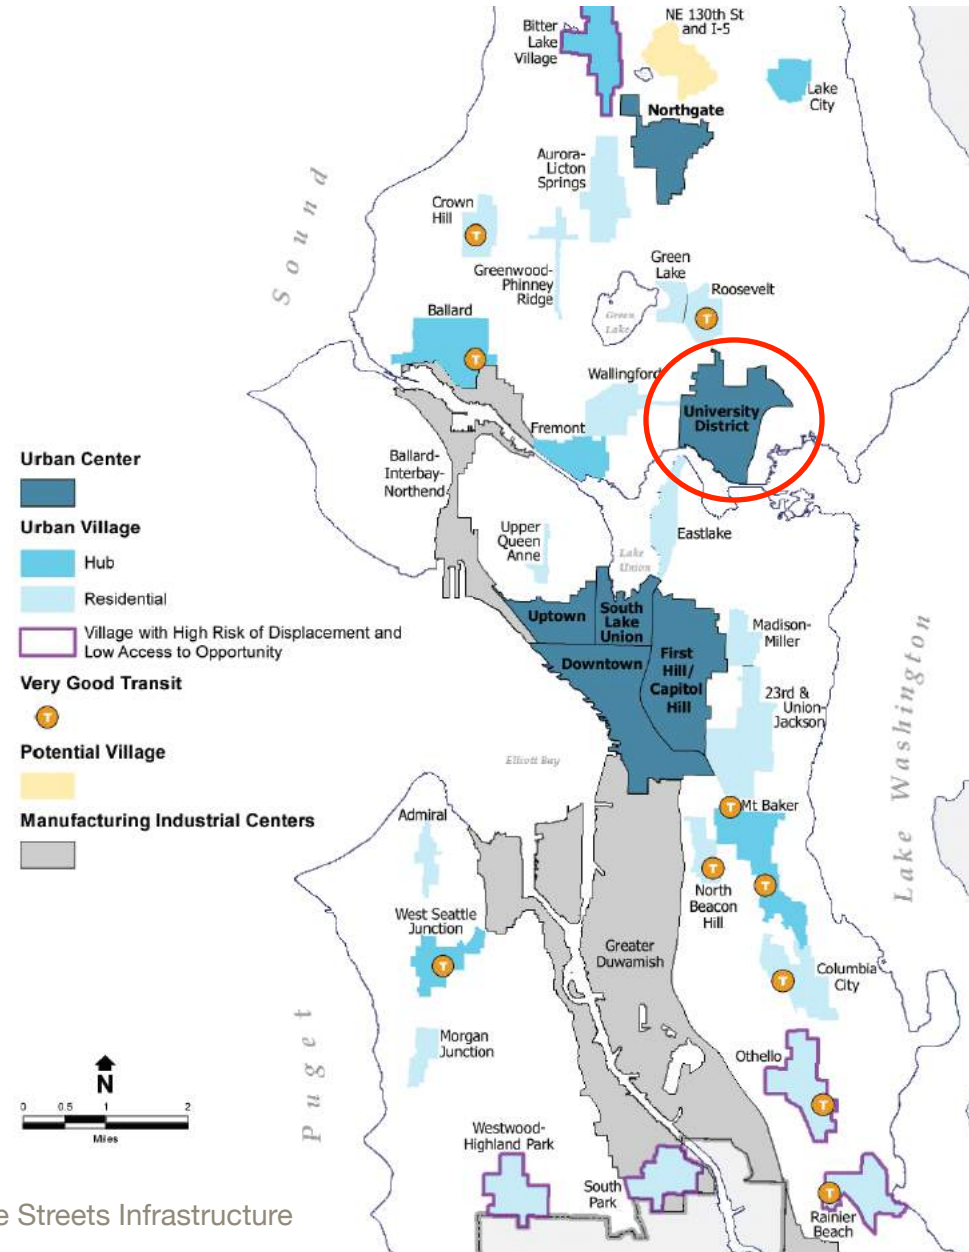 Bitter
Lake
Village
NE 130th St
and I-5
Lake
City
Northgate
Aurora-
Licton
Springs
Crown
Hill
T
Greenwood-
Phinney
Ridge
Green
Lake
Roosevelt
T
Green
Lake
Ballard
T
Wallingford
University
District
Fremont
Ballard-
Interbay-
Northend
Upper
Queen
Anne
Lake
Union
Eastlake
Uptown
South
Lake
Union
Downtown
First
Hill/
Capitol
Hill
Madison-
Miller
23rd &
Union-
Jackson
Elliott Bay
T
Mt Baker
T
North
Beacon
Hill
T
Admiral
West Seattle
Junction
T
Greater
Duwamish
T
Columbia
City
Morgan
Junction
Othello
T
Westwood-
Highland Park
South
Park
T
Rainier
Beach
Puget
Sound
Lake Washington
Urban Center
Urban Village
Hub
Residential
Village with High Risk of Displacement and
Low Access to Opportunity
Very Good Transit
T
Potential Village
Manufacturing Industrial Centers
N
0 0.5 1 2
Miles
e Streets Infrastructure